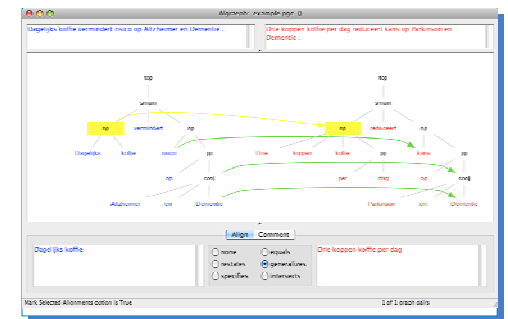 Algraeph: example.pgc ()
Dagelijks koffie vermindert risico op Alzheimer en Dementie .
Drie koppen koffie per dag reduceert kans op Parkinson en
Dementie .
top
top
smain
smain
np
vermindert
np
np
reduceert
np
Dagelijks
koffie
risico
pp
Drie
koppen
koffie
pp
kans
pp
op
conj
per
dag
op
conj
Alzheimer
en
Dementie
Parkinson
en
Dementie
Align
Comment
Dagelijks koffie
none
equals
restates
generalizes
specifies
intersects
Drie koppen koffie per dag
Mark Selected Alignments option is True
1 of 1 graph pairs